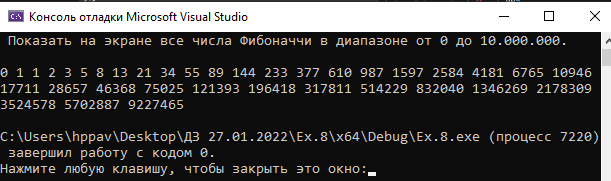 Консоль отладки Microsoft Visual Studio
Показать на экране все числа Фибоначчи в диапазоне от 0 до 10.000.000.
0 1 1 2 3 5 8 13 21 34 55 89 144 233 377 610 987 1597 2584 4181 6765 10946
17711 28657 46368 75025 121393 196418 317811 514229 832040 1346269 2178309
3524578 5702887 9227465
C:\Users\hppav\Desktop\ДЗ 27.01.2022\Ex.8\x64\Debug\Ex.8.exe (процесс 7220)
завершил работу с кодом 0.
Нажмите любую клавишу, чтобы закрыть это окно: